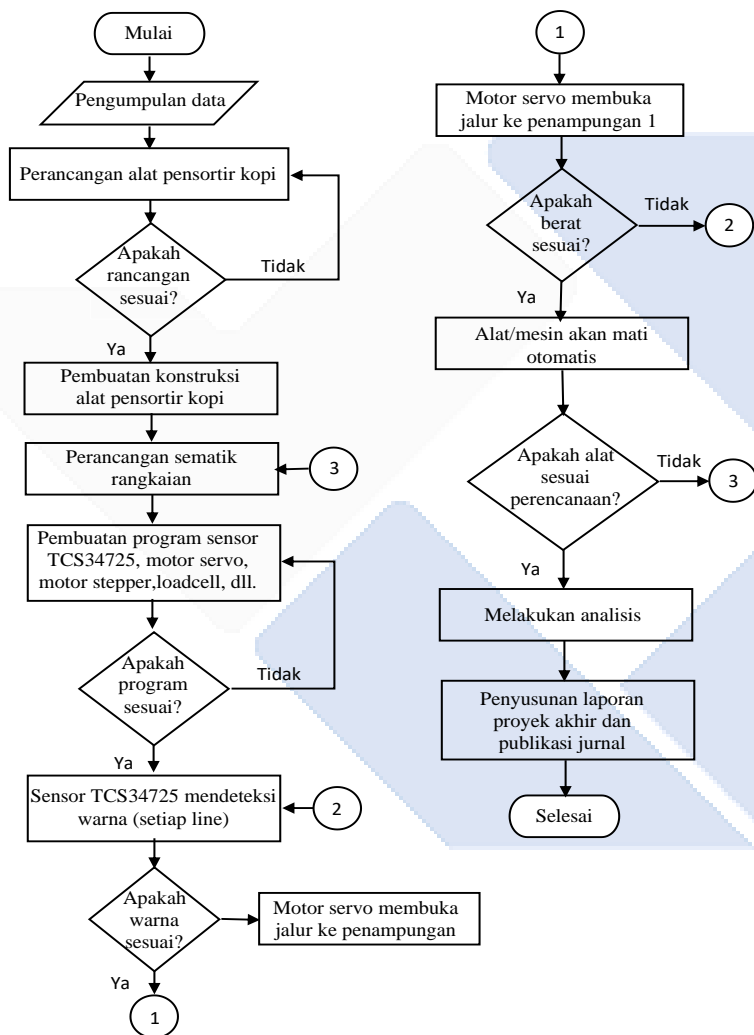 Mulai
Pengumpulan data
Perancangan alat pensortir kopi
Apakah
rancangan
sesuai?
Tidak
Ya
Pembuatan konstruksi
alat pensortir kopi
Perancangan sematik
rangkaian
3
Pembuatan program sensor
TCS34725, motor servo,
motor stepper,loadcell, dll.
Apakah
program
sesuai?
Tidak
Ya
Sensor TCS34725 mendeteksi
warna (setiap line)
2
Apakah
warna
sesuai?
Motor servo membuka
jalur ke penampungan
Ya
1
1
Motor servo membuka
jalur ke penampungan 1
Apakah
berat
sesuai?
Tidak
2
Ya
Alat/mesin akan mati
otomatis
Apakah alat
sesuai
perencanaan?
Tidak
3
Ya
Melakukan analisis
Penyusunan laporan
proyek akhir dan
publikasi jurnal
Selesai